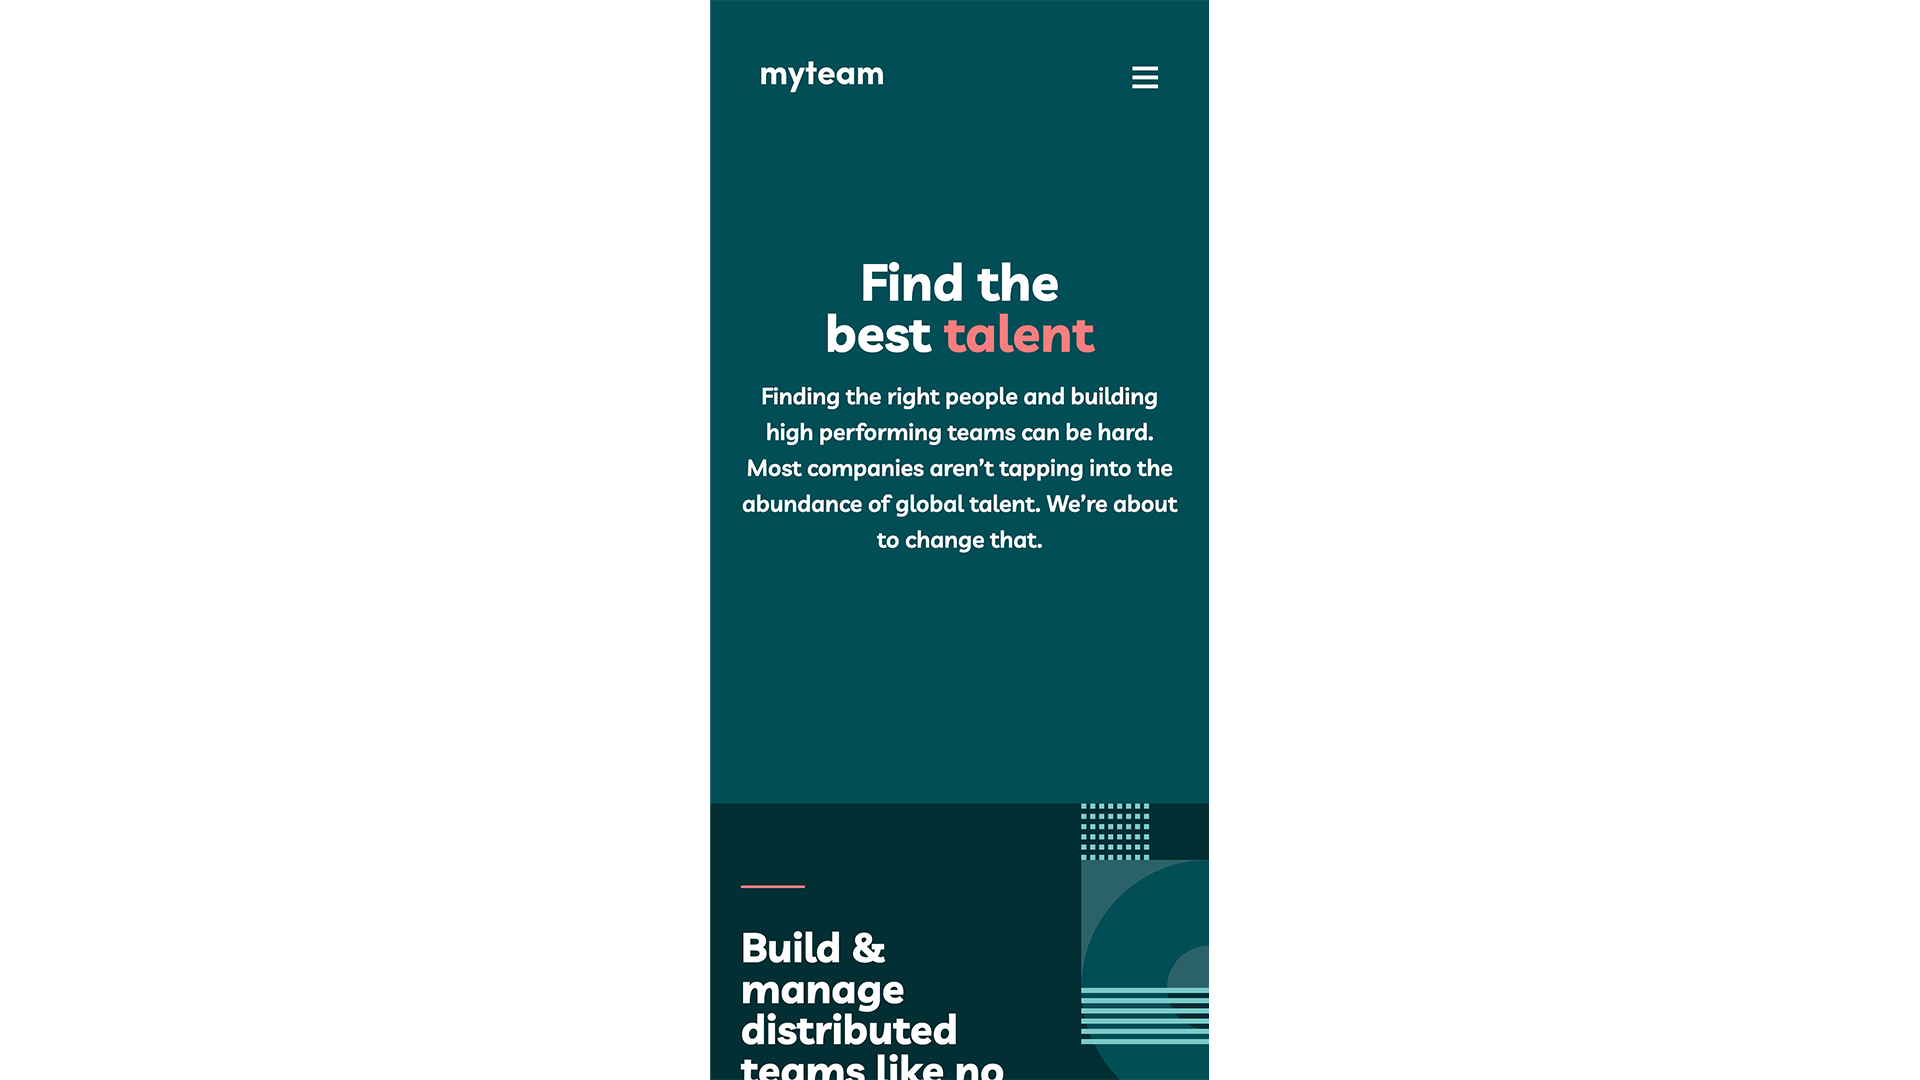 myteam
Find the
best talent
Finding the right people and building
high performing teams can be hard.
Most companies aren’t tapping into the
abundance of global talent. We’re about
to change that.
Build &
manage
distributed
teams like no